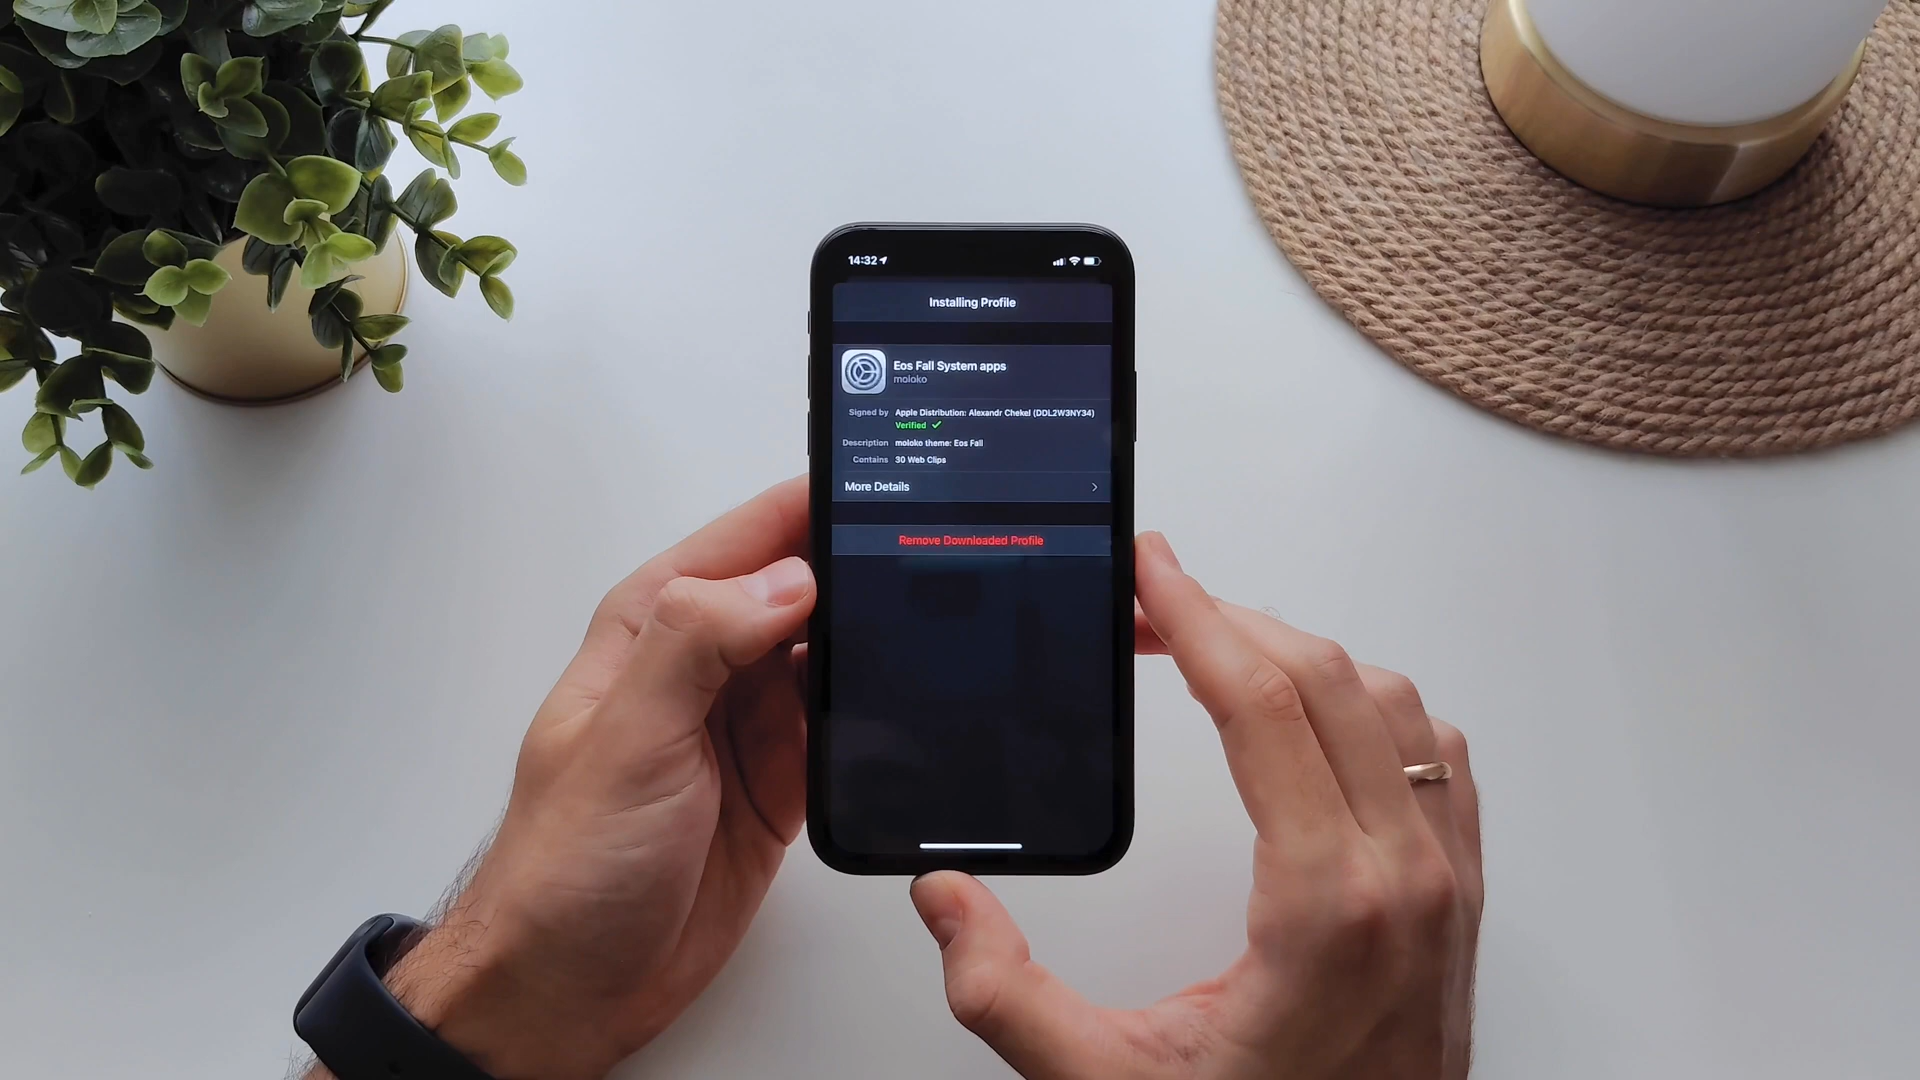 14:32
Installing Profile
Eos Fall System apps
moloko
Signed by Apple Distribution: Alexandr Chekel (DDL2W3NY34)
Verified
Description moloko theme: Eos Fall
Contains 30 Web Clips
More Details
Remove Downloaded Profile